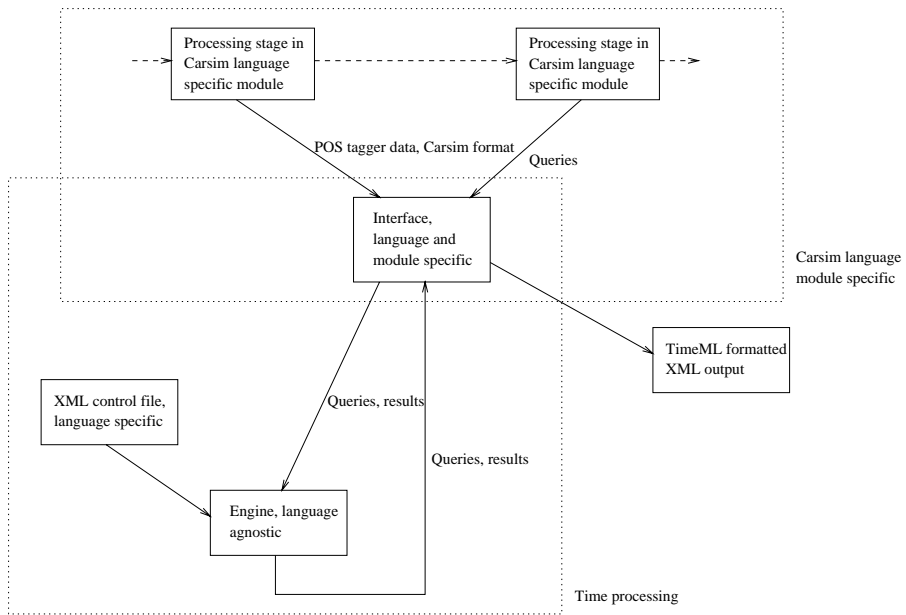 Processing stage in
Carsim language
specific module
Processing stage in
Carsim language
specific module
POS tagger data, Carsim format
Queries
Interface,
language and
module specific
Carsim language
module specific
TimeML formatted
XML output
XML control file,
language specific
Queries, results
Queries, results
Engine, language
agnostic
Time processing